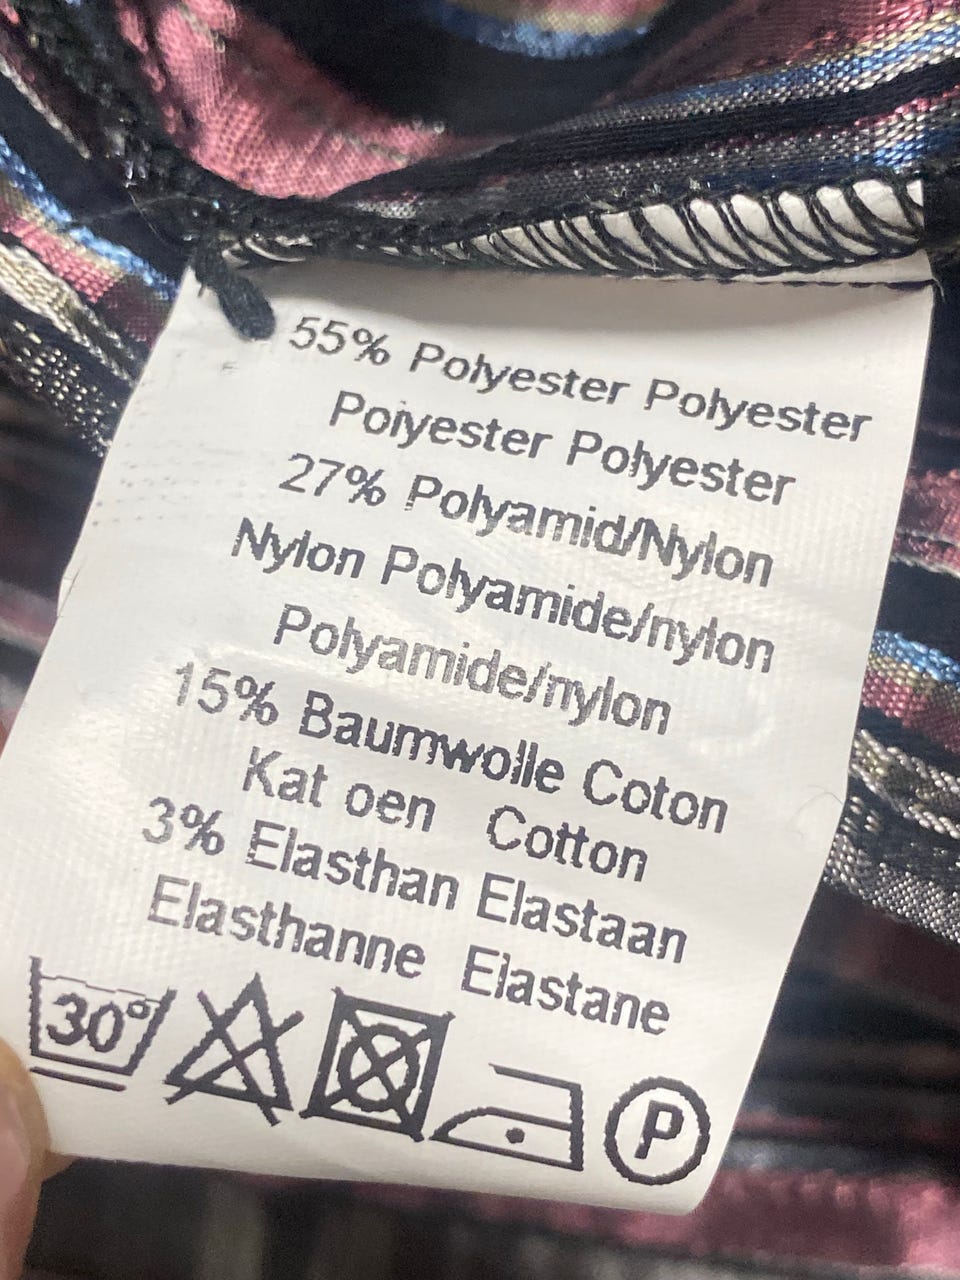 55% Polyester Polyester
Polyester Polyester
27% Polyamid/Nylon
Nylon Polyamide/nylon
Polyamide/nylon
15% Baumwolle Coton
Kat oen Cotton
3% Elasthan Elastaan
Elasthanne Elastane
30° P